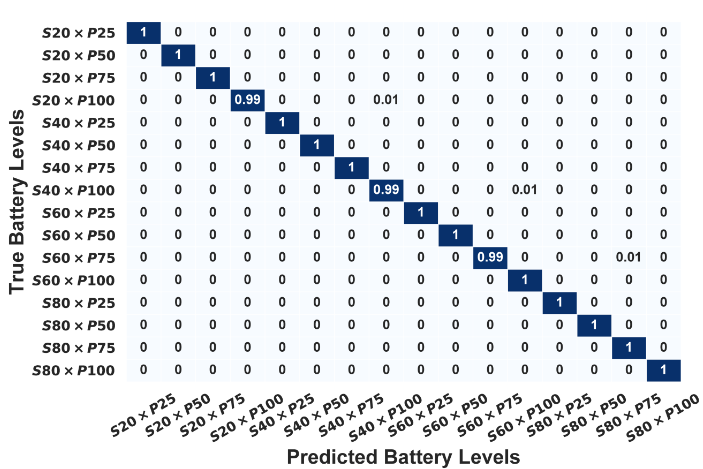 S20 × P25 1 0 0 0 0 0 0 0 0 0 0 0 0 0 0 0
S20 × P50 0 1 0 0 0 0 0 0 0 0 0 0 0 0 0 0
S20 × P75 0 0 1 0 0 0 0 0 0 0 0 0 0 0 0 0
S20 × P100 0 0 0 0.99 0 0 0 0.01 0 0 0 0 0 0 0 0
S40 × P25 0 0 0 0 1 0 0 0 0 0 0 0 0 0 0 0
S40 × P50 0 0 0 0 0 1 0 0 0 0 0 0 0 0 0 0
S40 × P75 0 0 0 0 0 0 1 0 0 0 0 0 0 0 0 0
S40 × P100 0 0 0 0 0 0 0 0.99 0 0 0 0.01 0 0 0 0
S60 × P25 0 0 0 0 0 0 0 0 1 0 0 0 0 0 0 0
S60 × P50 0 0 0 0 0 0 0 0 0 1 0 0 0 0 0 0
S60 × P75 0 0 0 0 0 0 0 0 0 0 0.99 0 0 0 0.01 0
S60 × P100 0 0 0 0 0 0 0 0 0 0 0 1 0 0 0 0
S80 × P25 0 0 0 0 0 0 0 0 0 0 0 0 1 0 0 0
S80 × P50 0 0 0 0 0 0 0 0 0 0 0 0 0 1 0 0
S80 × P75 0 0 0 0 0 0 0 0 0 0 0 0 0 0 1 0
S80 × P100 0 0 0 0 0 0 0 0 0 0 0 0 0 0 0 1
True Battery Levels
S20 × P25
S20 × P50
S20 × P75
S20 × P100
S40 × P25
S40 × P50
S40 × P75
S40 × P100
S60 × P25
S60 × P50
S60 × P75
S60 × P100
S80 × P25
S80 × P50
S80 × P75
S80 × P100
Predicted Battery Levels